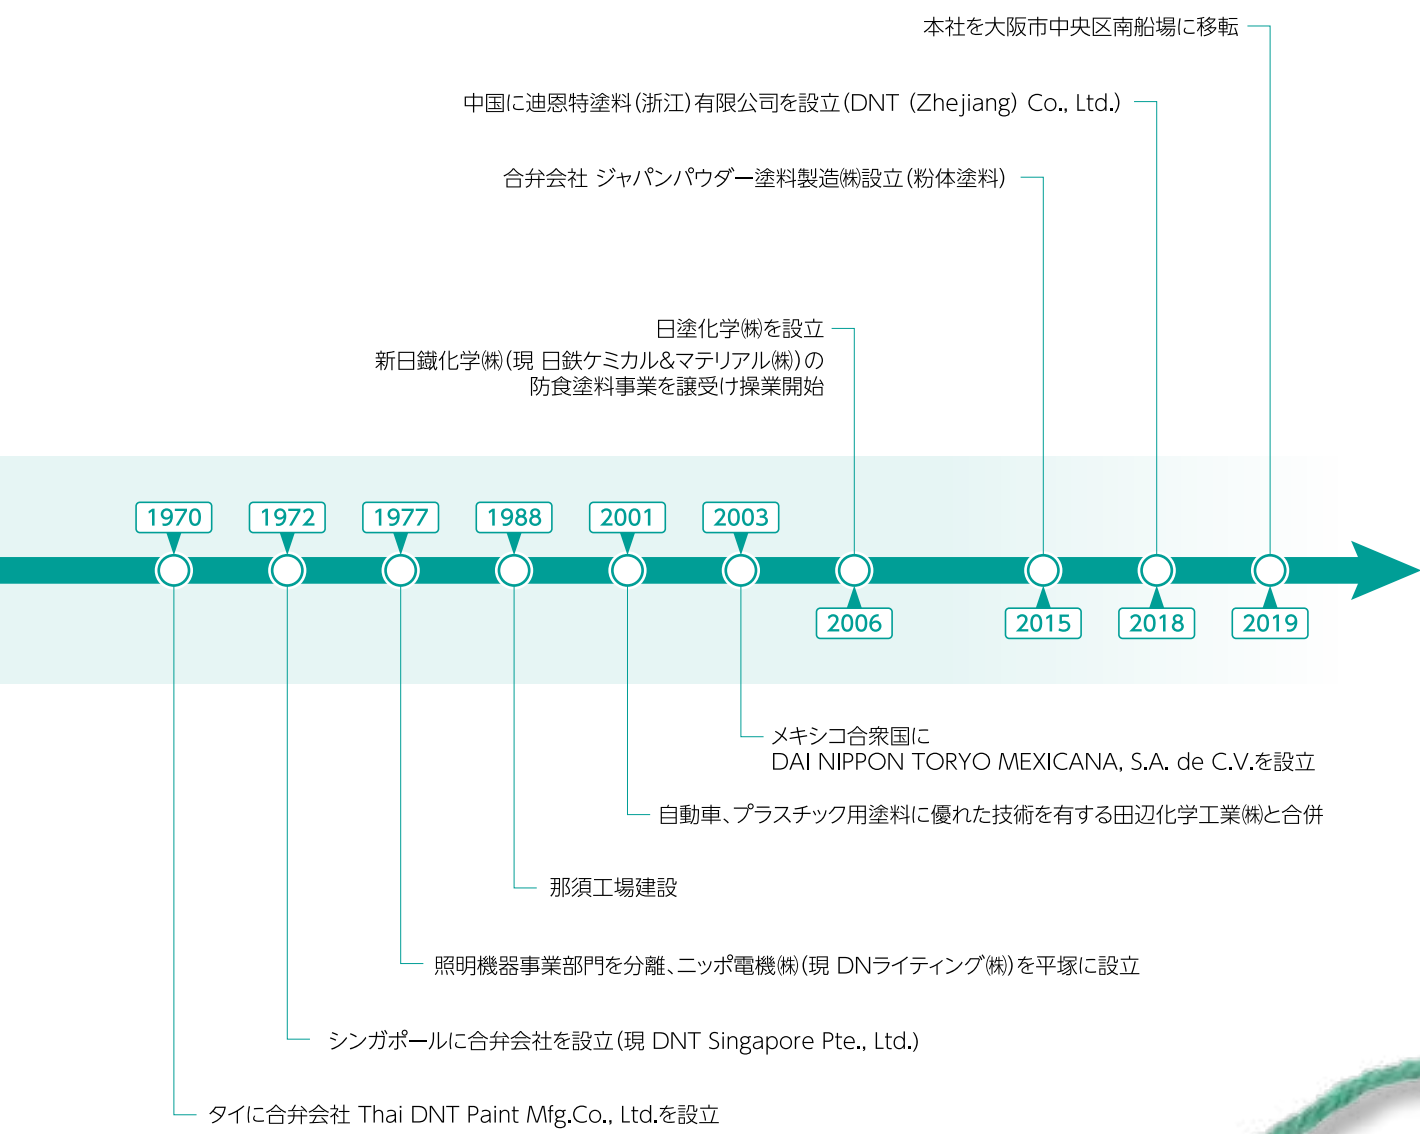 本社を大阪市中央区南船場に移転
中国に迪恩特塗料(浙江)有限公司を設立(DNT (Zhejiang) Co., Ltd.)
合弁会社 ジャパンパウダー塗料製造㈱設立(粉体塗料)
日塗化学㈱を設立
新日鐵化学㈱(現 日鉄ケミカル&マテリアル㈱)の
防食塗料事業を譲受け操業開始
1970
1972
1977
1988
2001
2003
2006
2015
2018
2019
メキシコ合衆国に
DAI NIPPON TORYO MEXICANA, S.A. de C.V.を設立
自動車、プラスチック用塗料に優れた技術を有する田辺化学工業㈱と合併
那須工場建設
照明機器事業部門を分離、ニッポ電機㈱(現 DNライティング㈱)を平塚に設立
シンガポールに合弁会社を設立(現 DNT Singapore Pte., Ltd.)
タイに合弁会社 Thai DNT Paint Mfg.Co., Ltd.を設立